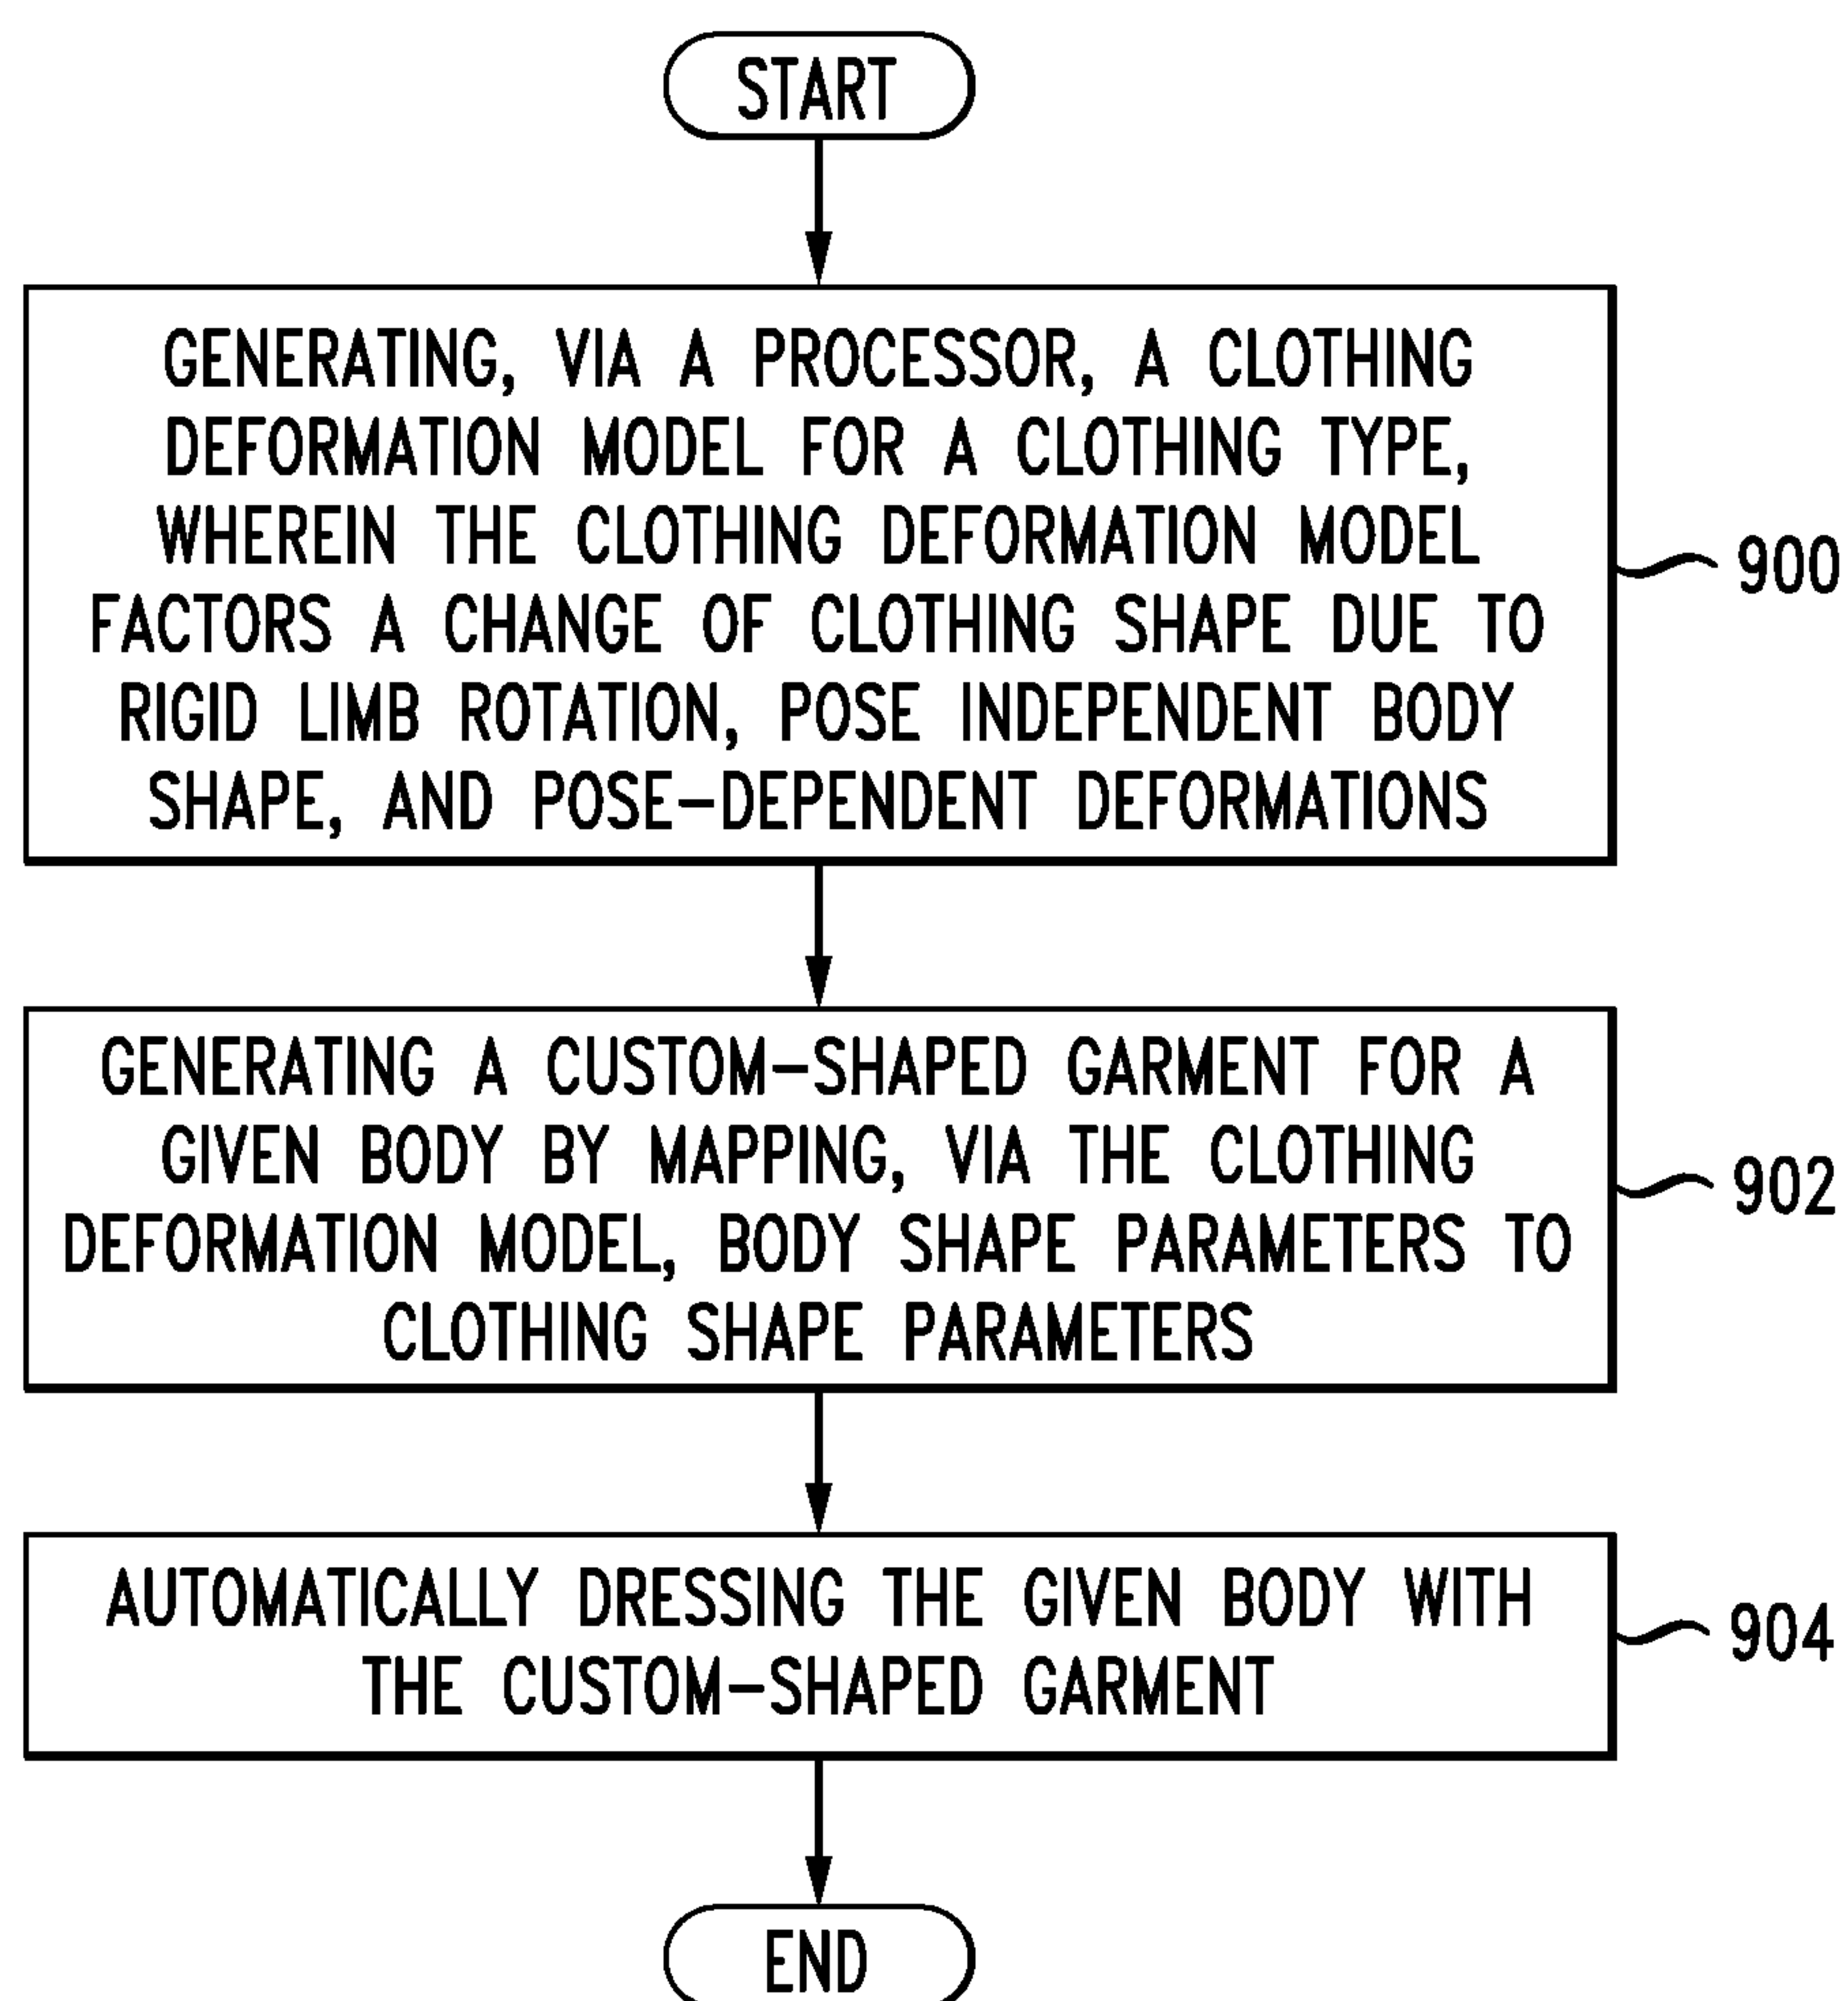 START
GENERATING, VIA A PROCESSOR, A CLOTHING
DEFORMATION MODEL FOR A CLOTHING TYPE,
WHEREIN THE CLOTHING DEFORMATION MODEL
FACTORS A CHANGE OF CLOTHING SHAPE DUE TO
RIGID LIMB ROTATION, POSE INDEPENDENT BODY
SHAPE, AND POSE-DEPENDENT DEFORMATIONS
900
GENERATING A CUSTOM-SHAPED GARMENT FOR A
GIVEN BODY BY MAPPING, VIA THE CLOTHING
DEFORMATION MODEL, BODY SHAPE PARAMETERS TO
CLOTHING SHAPE PARAMETERS
902
AUTOMATICALLY DRESSING THE GIVEN BODY WITH
THE CUSTOM-SHAPED GARMENT
904
END